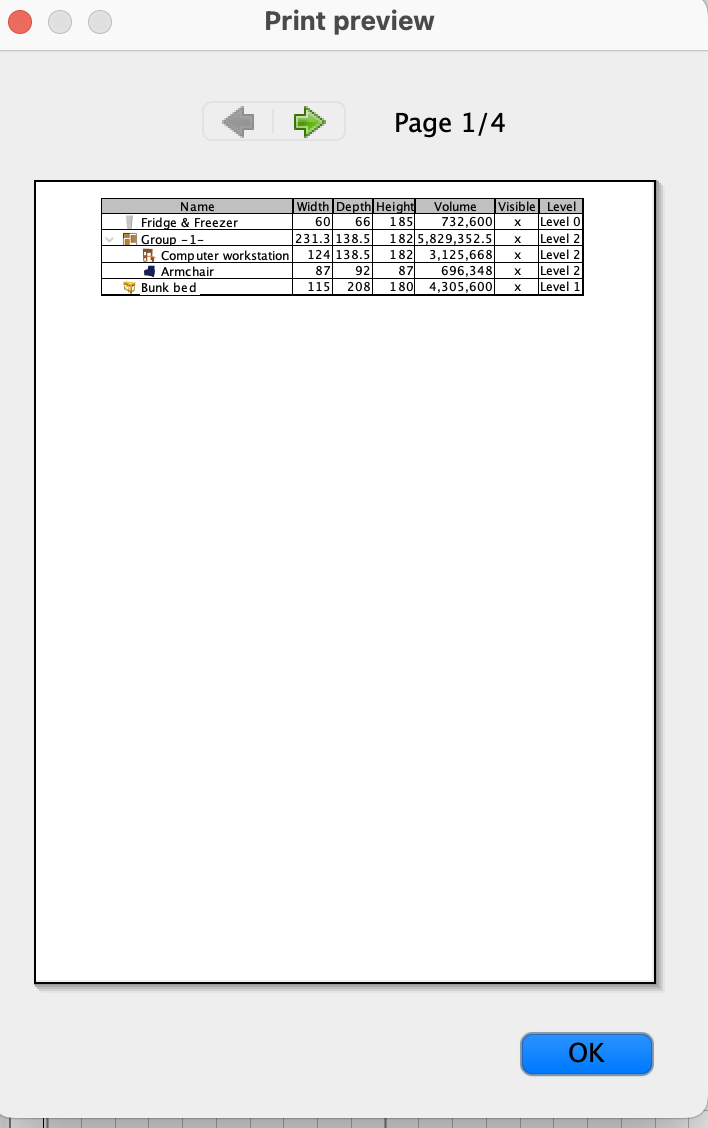 Print preview
Page 1/4
Name Width Depth Height Volume Visible Level
Fridge & Freezer 60 66 185 732,600 x Level 0
Group -1- 231.3 138.5 182 5,829,352.5 x Level 2
Computer workstation 124 138.5 182 3,125,668 x Level 2
Armchair 87 92 87 696,348 x Level 2
Bunk bed 115 208 180 4,305,600 x Level 1
OK